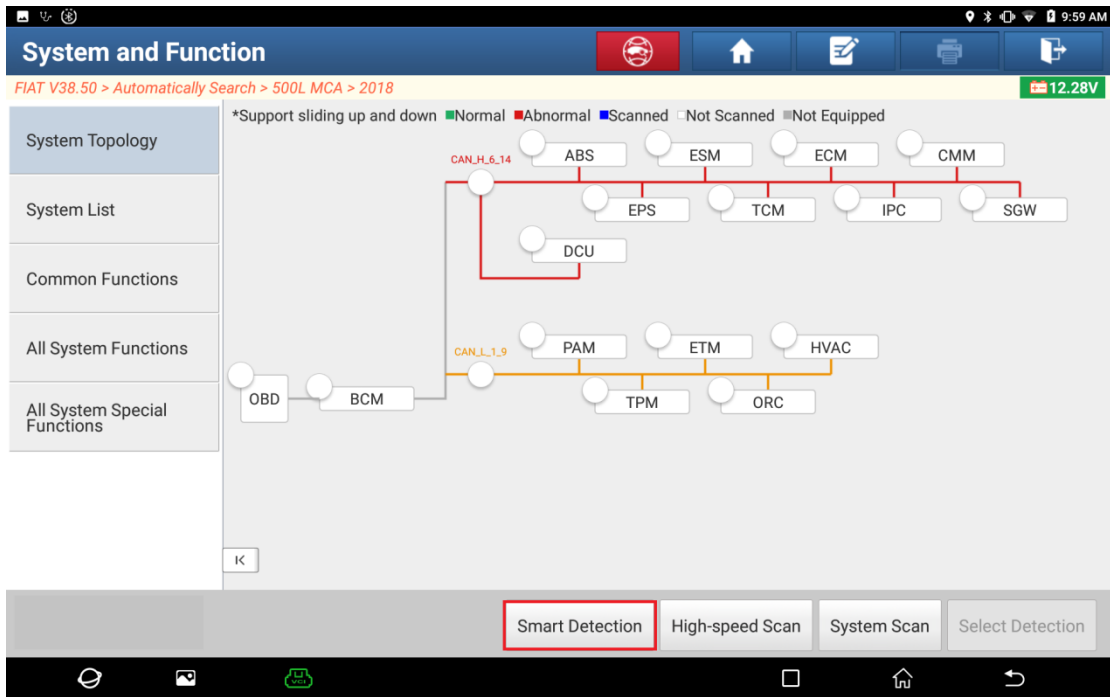 9:59 AM
System and Function
FIAT V38.50 > Automatically Search > 500L MCA > 2018
12.28V
System Topology
System List
Common Functions
All System Functions
All System Special
Functions
*Support sliding up and down Normal Abnormal Scanned Not Scanned Not Equipped
CAN_H_6_14
ABS
ESM
ECM
CMM
EPS
TCM
IPC
SGW
DCU
CAN_L_1_9
PAM
ETM
HVAC
OBD
BCM
TPM
ORC
Smart Detection
High-speed Scan
System Scan
Select Detection
VCI